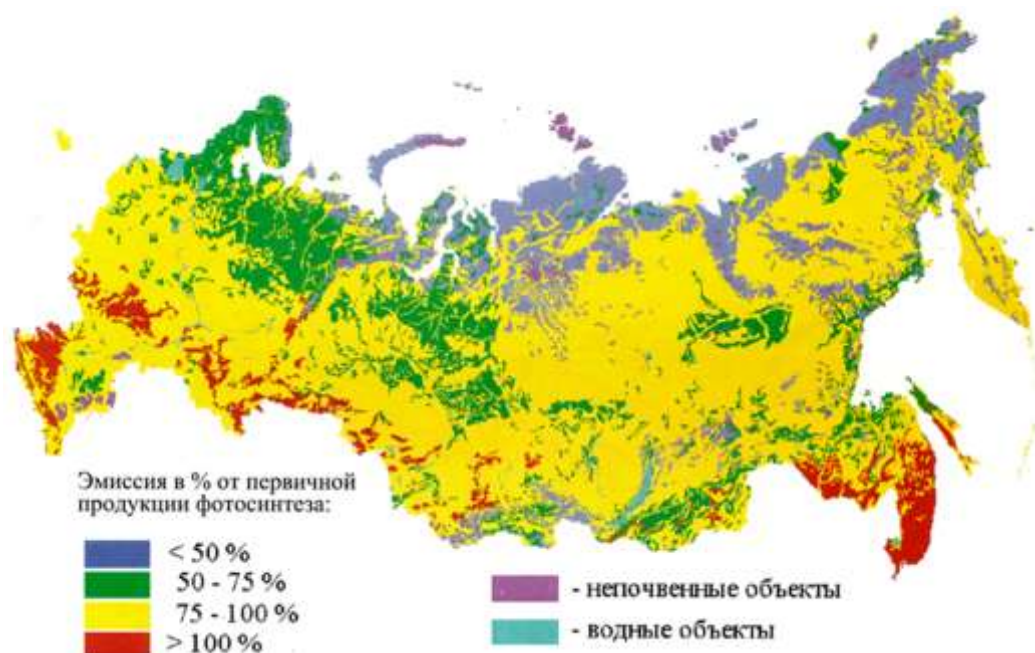 Эмиссия в % от первичной
продукции фотосинтеза:
< 50 %
50 - 75 %
75 - 100 %
> 100 %
- непочвенные объекты
- водные объекты